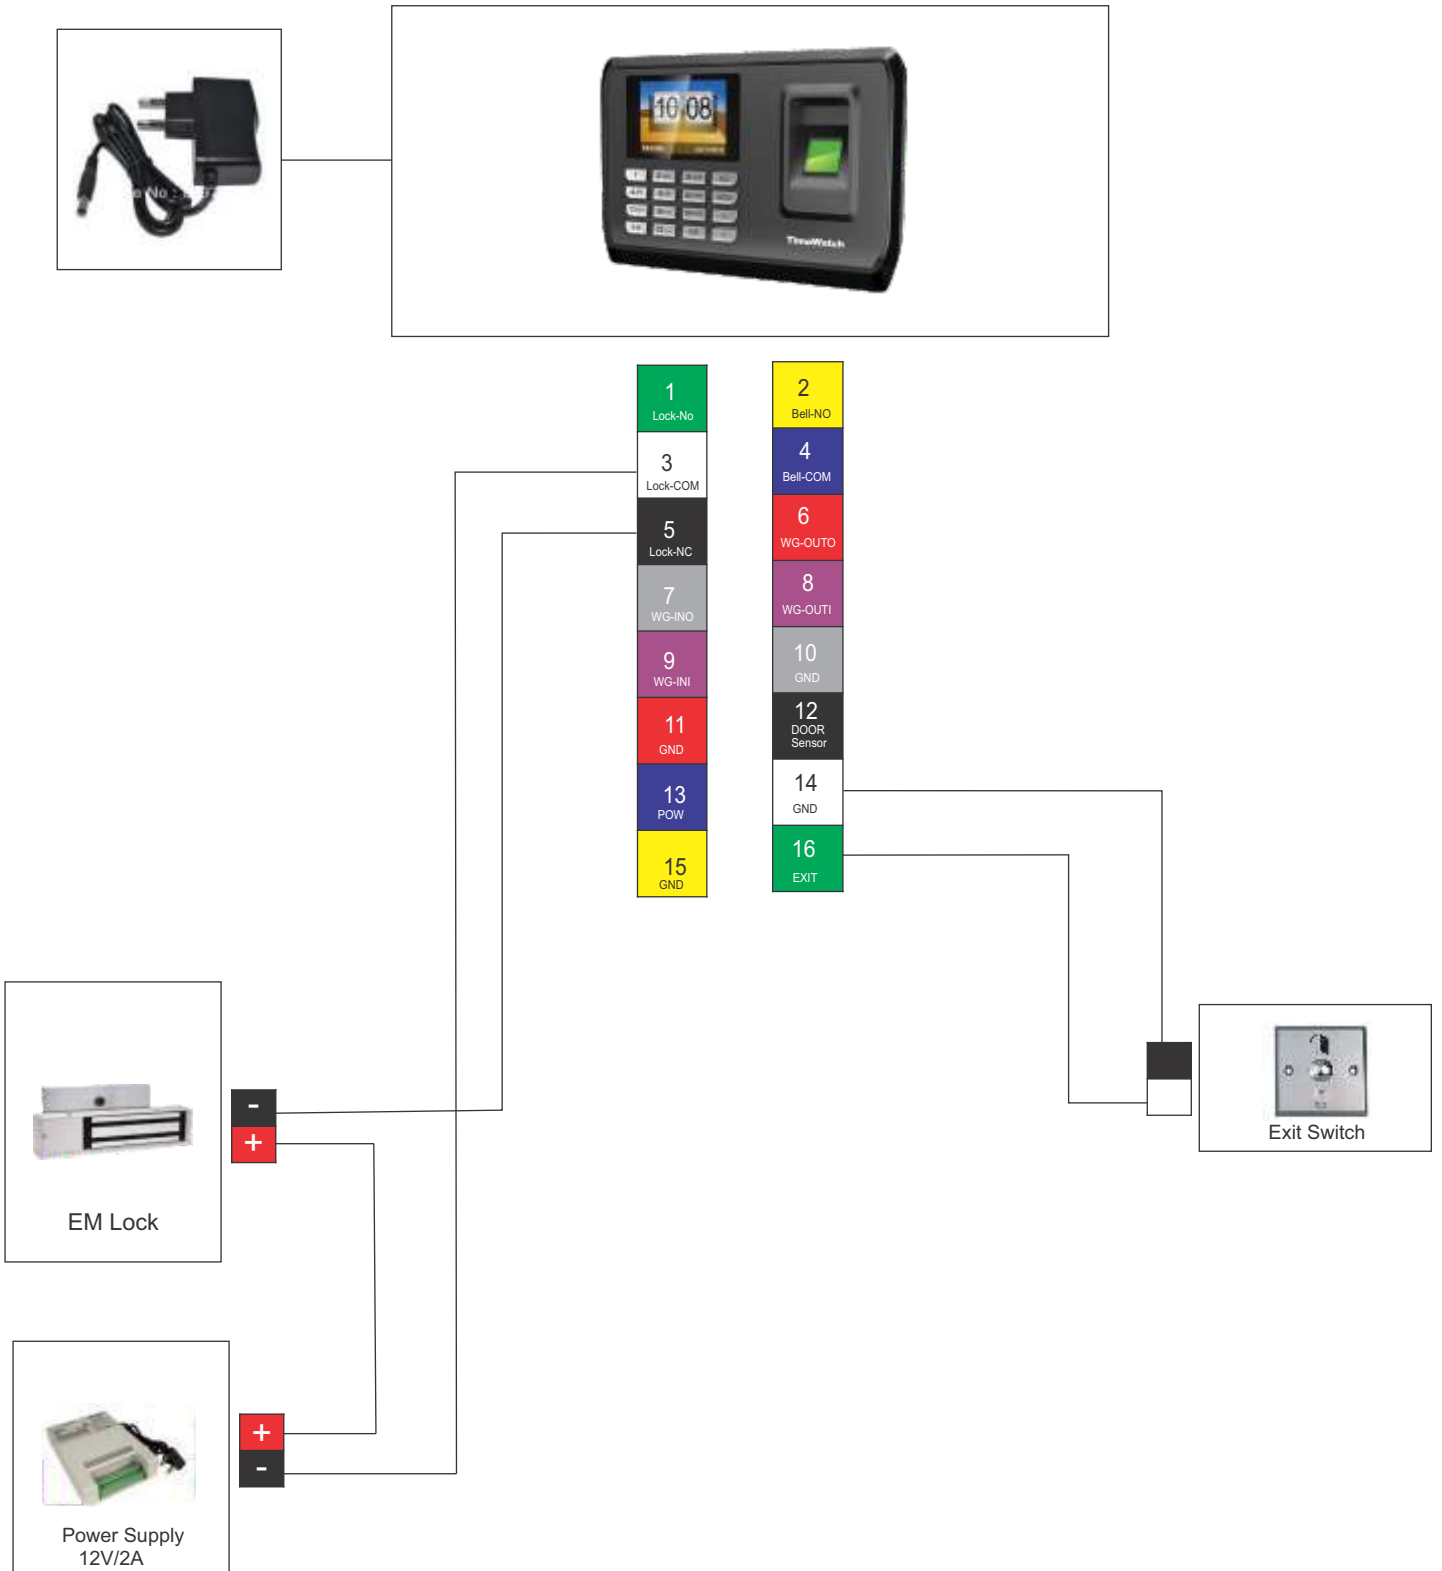 10 08
TimeWatch
1
Lock-No
3
Lock-COM
5
Lock-NC
7
WG-INO
9
WG-INI
11
GND
13
POW
15
GND
2
Bell-NO
4
Bell-COM
6
WG-OUTO
8
WG-OUTI
10
GND
12
DOOR
Sensor
14
GND
16
EXIT
-
+
EM Lock
Exit Switch
+
-
Power Supply
12V/2A